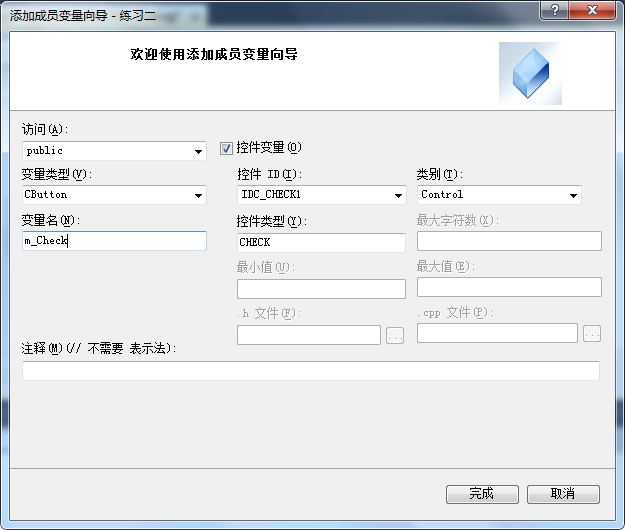 添加成员变量向导 - 练习二
欢迎使用添加成员变量向导
访问(A):
public
控件变量(O)
变量类型(V):
控件 ID(I):
类别(T):
CButton
IDC_CHECK1
Control
变量名(N):
控件类型(Y):
最大字符数(X):
m_Check
CHECK
最小值(U):
最大值(E):
.h 文件(F):
.cpp 文件(P):
...
...
注释(M)(// 不需要 表示法):
完成
取消